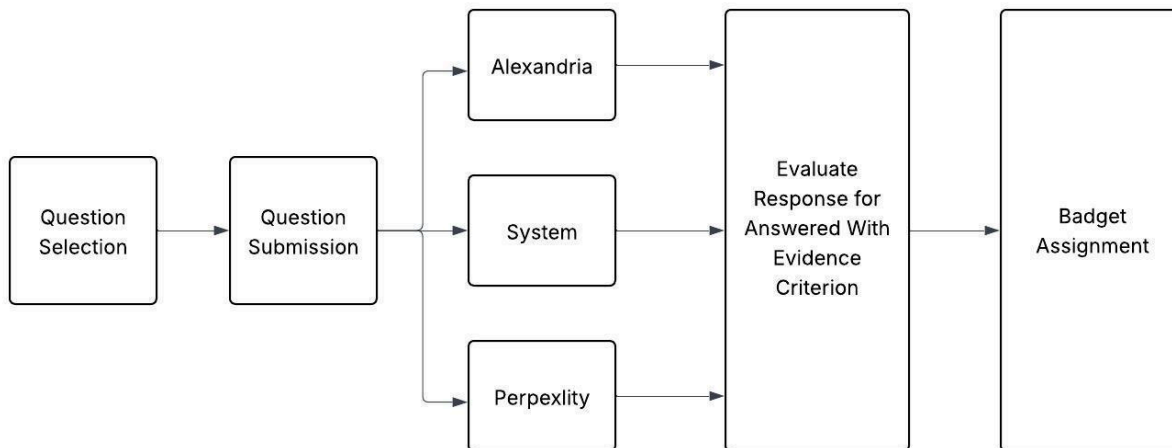 Question
Selection
Question
Submission
Alexandria
System
Perpexlity
Evaluate
Response for
Answered With
Evidence
Criterion
Badget
Assignment